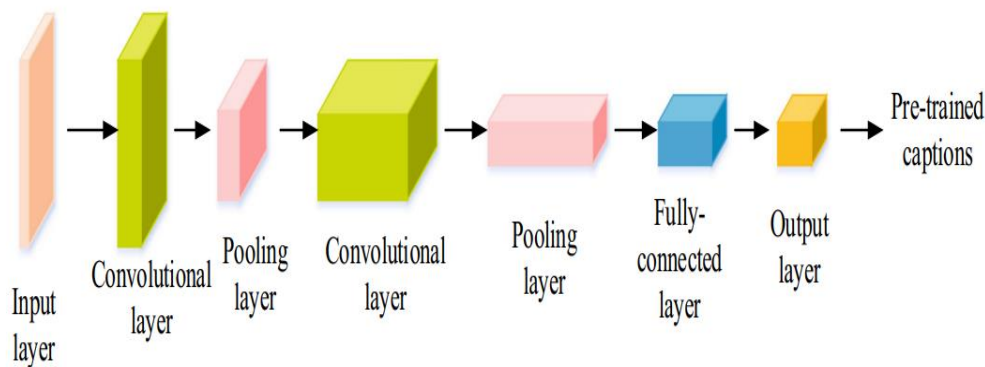 Input
layer
Convolutional
layer
Pooling
layer
Convolutional
layer
Pooling
layer
Fully-
connected
layer
Output
layer
Pre-trained
captions